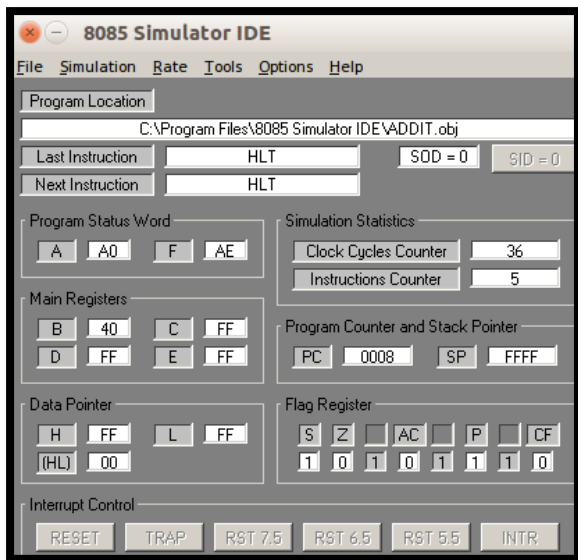 8085 Simulator IDE
File Simulation Rate Tools Options Help
Program Location
C:\Program Files\8085 Simulator IDE\ADDIT.obj
Last Instruction HLT SOD = 0 SID = 0
Next Instruction HLT
Program Status Word
A A0 F AE
Simulation Statistics
Clock Cycles Counter 36
Instructions Counter 5
Main Registers
B 40 C FF
D FF E FF
Program Counter and Stack Pointer
PC 0008 SP FFFF
Data Pointer
H FF L FF
(HL) 00
Flag Register
S Z AC P CF
1 0 1 0 1 1 1 0
Interrupt Control
RESET TRAP RST 7.5 RST 6.5 RST 5.5 INTR